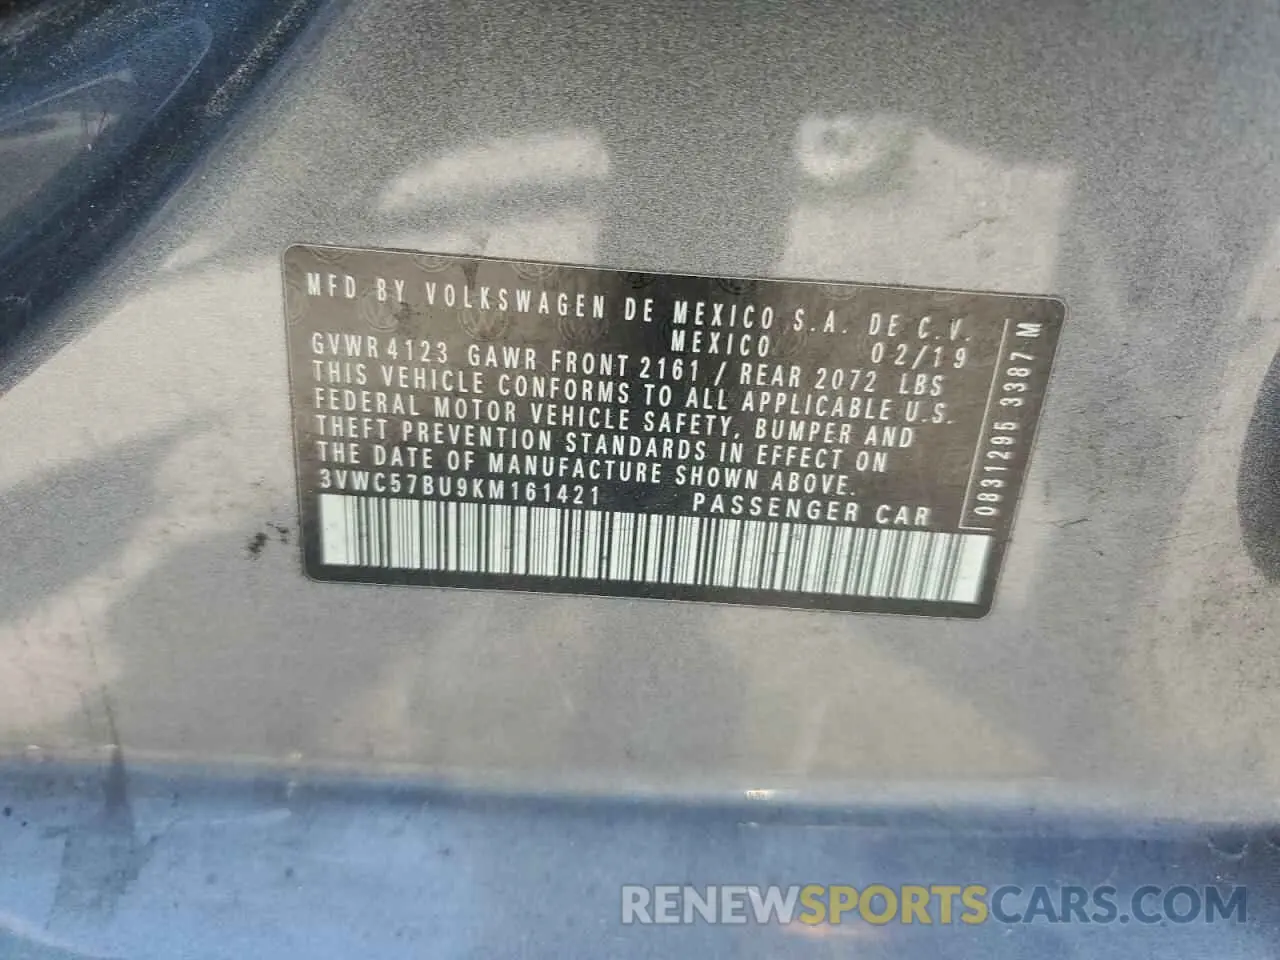 MFD BY VOLKSWAGEN DE MEXICO S.A. DE C.V.
MEXICO 02/19
GVWR 4123 GAWR FRONT 2161 / REAR 2072 LBS
THIS VEHICLE CONFORMS TO ALL APPLICABLE U.S.
FEDERAL MOTOR VEHICLE SAFETY, BUMPER AND
THEFT PREVENTION STANDARDS IN EFFECT ON
THE DATE OF MANUFACTURE SHOWN ABOVE.
3VWC57BU9KM161421 PASSENGER CAR
0831295 3387 M
RENEWSPORTSCARS.COM